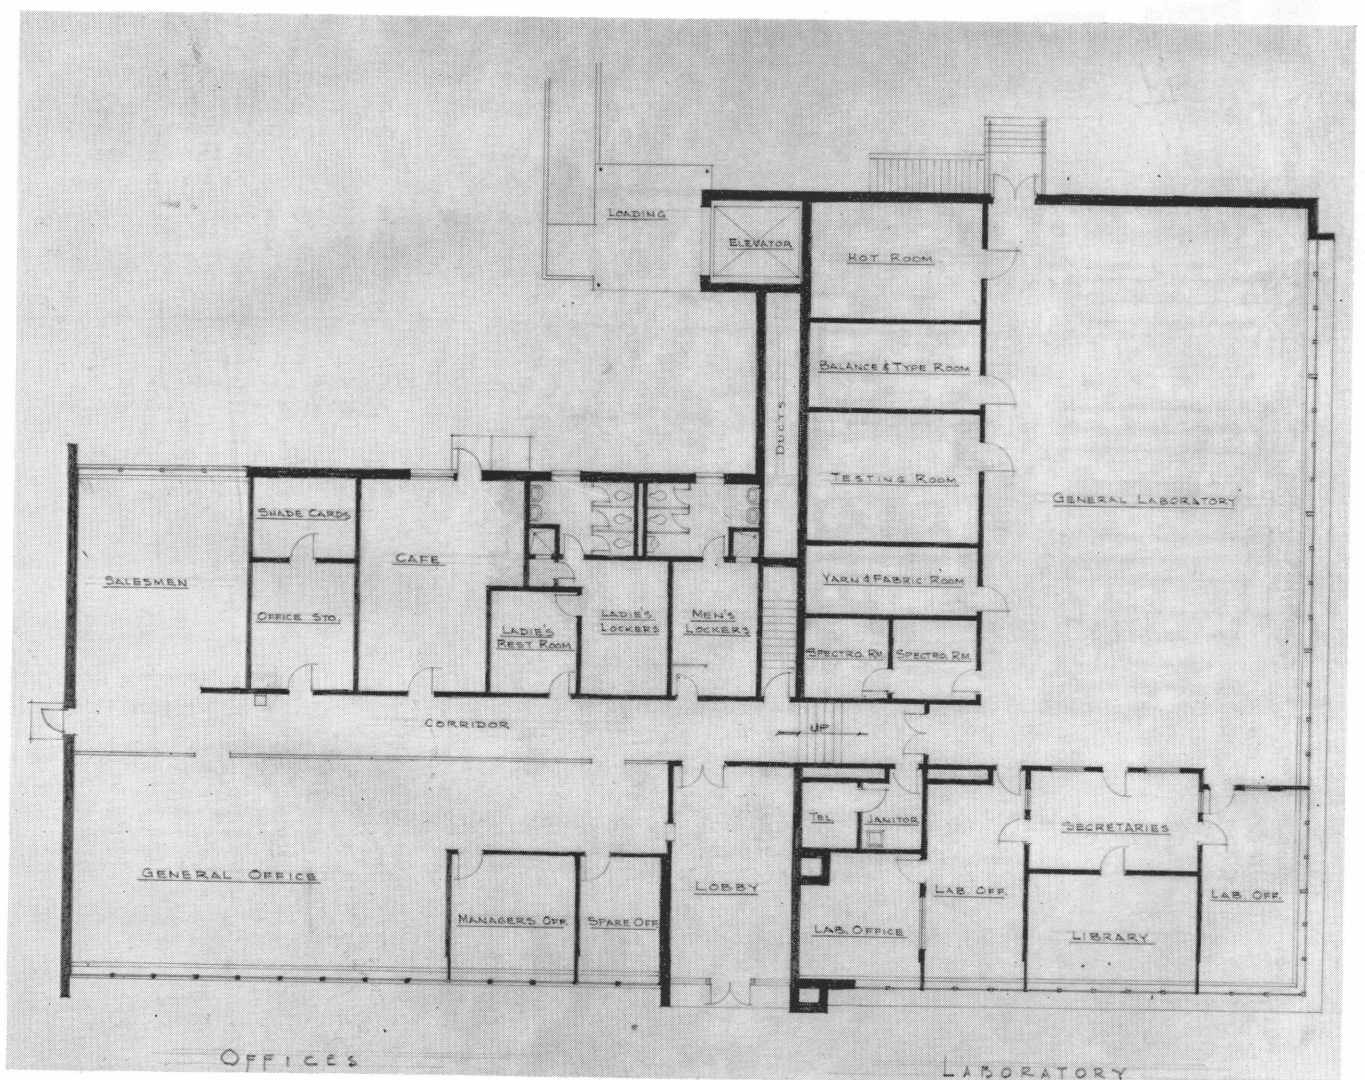 LOADING
ELEVATOR
HOT ROOM
BALANCE & TYPE ROOM
DUCTS
TESTING ROOM
GENERAL LABORATORY
SHADE CARDS
CAFE
SALESMEN
YARN & FABRIC ROOM
OFFICE STO.
LADIE'S
LOCKERS
MEN'S
LOCKERS
LADIE'S
REST ROOM
SPECTRO. RM.
SPECTRO. RM.
CORRIDOR
UP
TEL.
JANITOR
SECRETARIES
GENERAL OFFICE
LOBBY
LAB. OFF.
LAB. OFF.
MANAGERS OFF.
SPARE OFF.
LAB. OFFICE
LIBRARY
OFFICES
LABORATORY